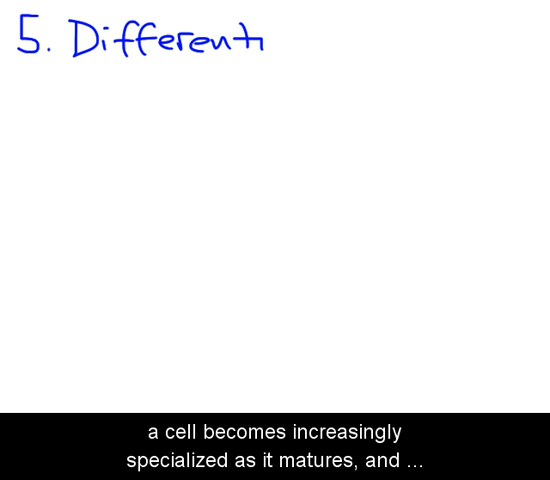 5. Differenti
a cell becomes increasingly
specialized as it matures, and ...